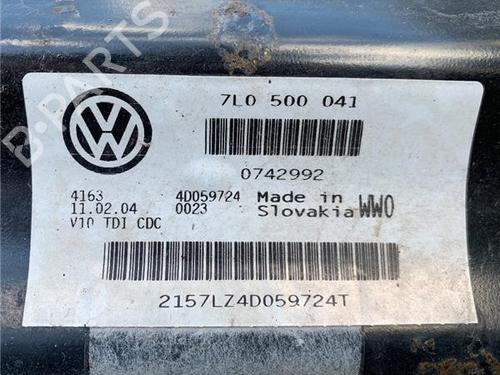 B-PARTS
7L0 500 041
0742992
4163 4D059724 Made in WWO
11.02.04 0023 Slovakia
V10 TDI CDC
2157LZ4D059724T